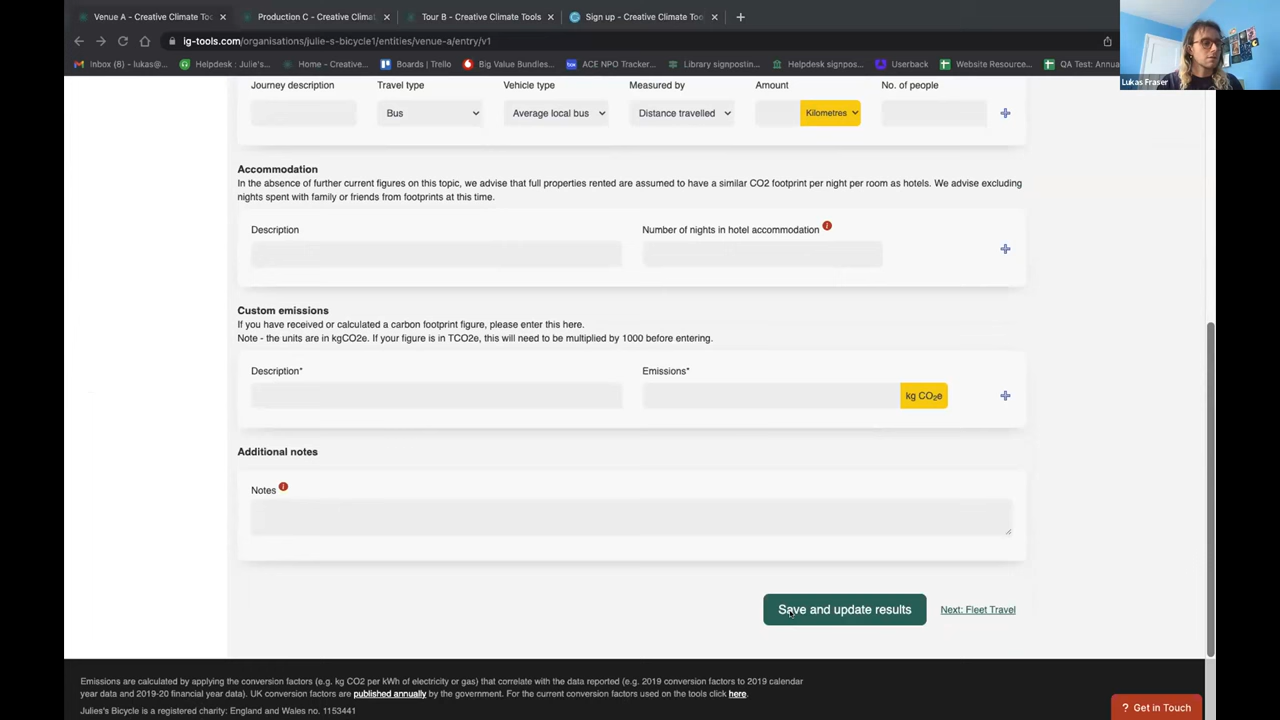 Venue A - Creative Climate Too
Production C - Creative Climat
Tour B - Creative Climate Tools
Sign up – Creative Climate Too
ig-tools.com/organisations/julie-s-bicycle1/entities/venue-a/entry/v1
Inbox (8) - lukas@...
Helpdesk : Julie's...
Home - Creative...
Boards | Trello
Big Value Bundles...
ACE NPO Tracker...
Library signposting...
Helpdesk signpos...
Userback
Website Resource...
QA Test: Annua
Lukas Fraser
Journey description
Travel type
Vehicle type
Measured by
Amount
No. of people
Bus
Average local bus
Distance travelled
Kilometres
Accommodation
In the absence of further current figures on this topic, we advise that full properties rented are assumed to have a similar CO2 footprint per night per room as hotels. We advise excluding
nights spent with family or friends from footprints at this time.
Description
Number of nights in hotel accommodation
Custom emissions
If you have received or calculated a carbon footprint figure, please enter this here.
Note - the units are in kgCO2e. If your figure is in TCO2e, this will need to be multiplied by 1000 before entering.
Description*
Emissions*
kg CO₂e
Additional notes
Notes
Save and update results
Next: Fleet Travel
Emissions are calculated by applying the conversion factors (e.g. kg CO2 per kWh of electricity or gas) that correlate with the data reported (e.g. 2019 conversion factors to 2019 calendar
year data and 2019-20 financial year data). UK conversion factors are published annually by the government. For the current conversion factors used on the tools click here.
Julies's Bicycle is a registered charity: England and Wales no. 1153441
? Get in Touch